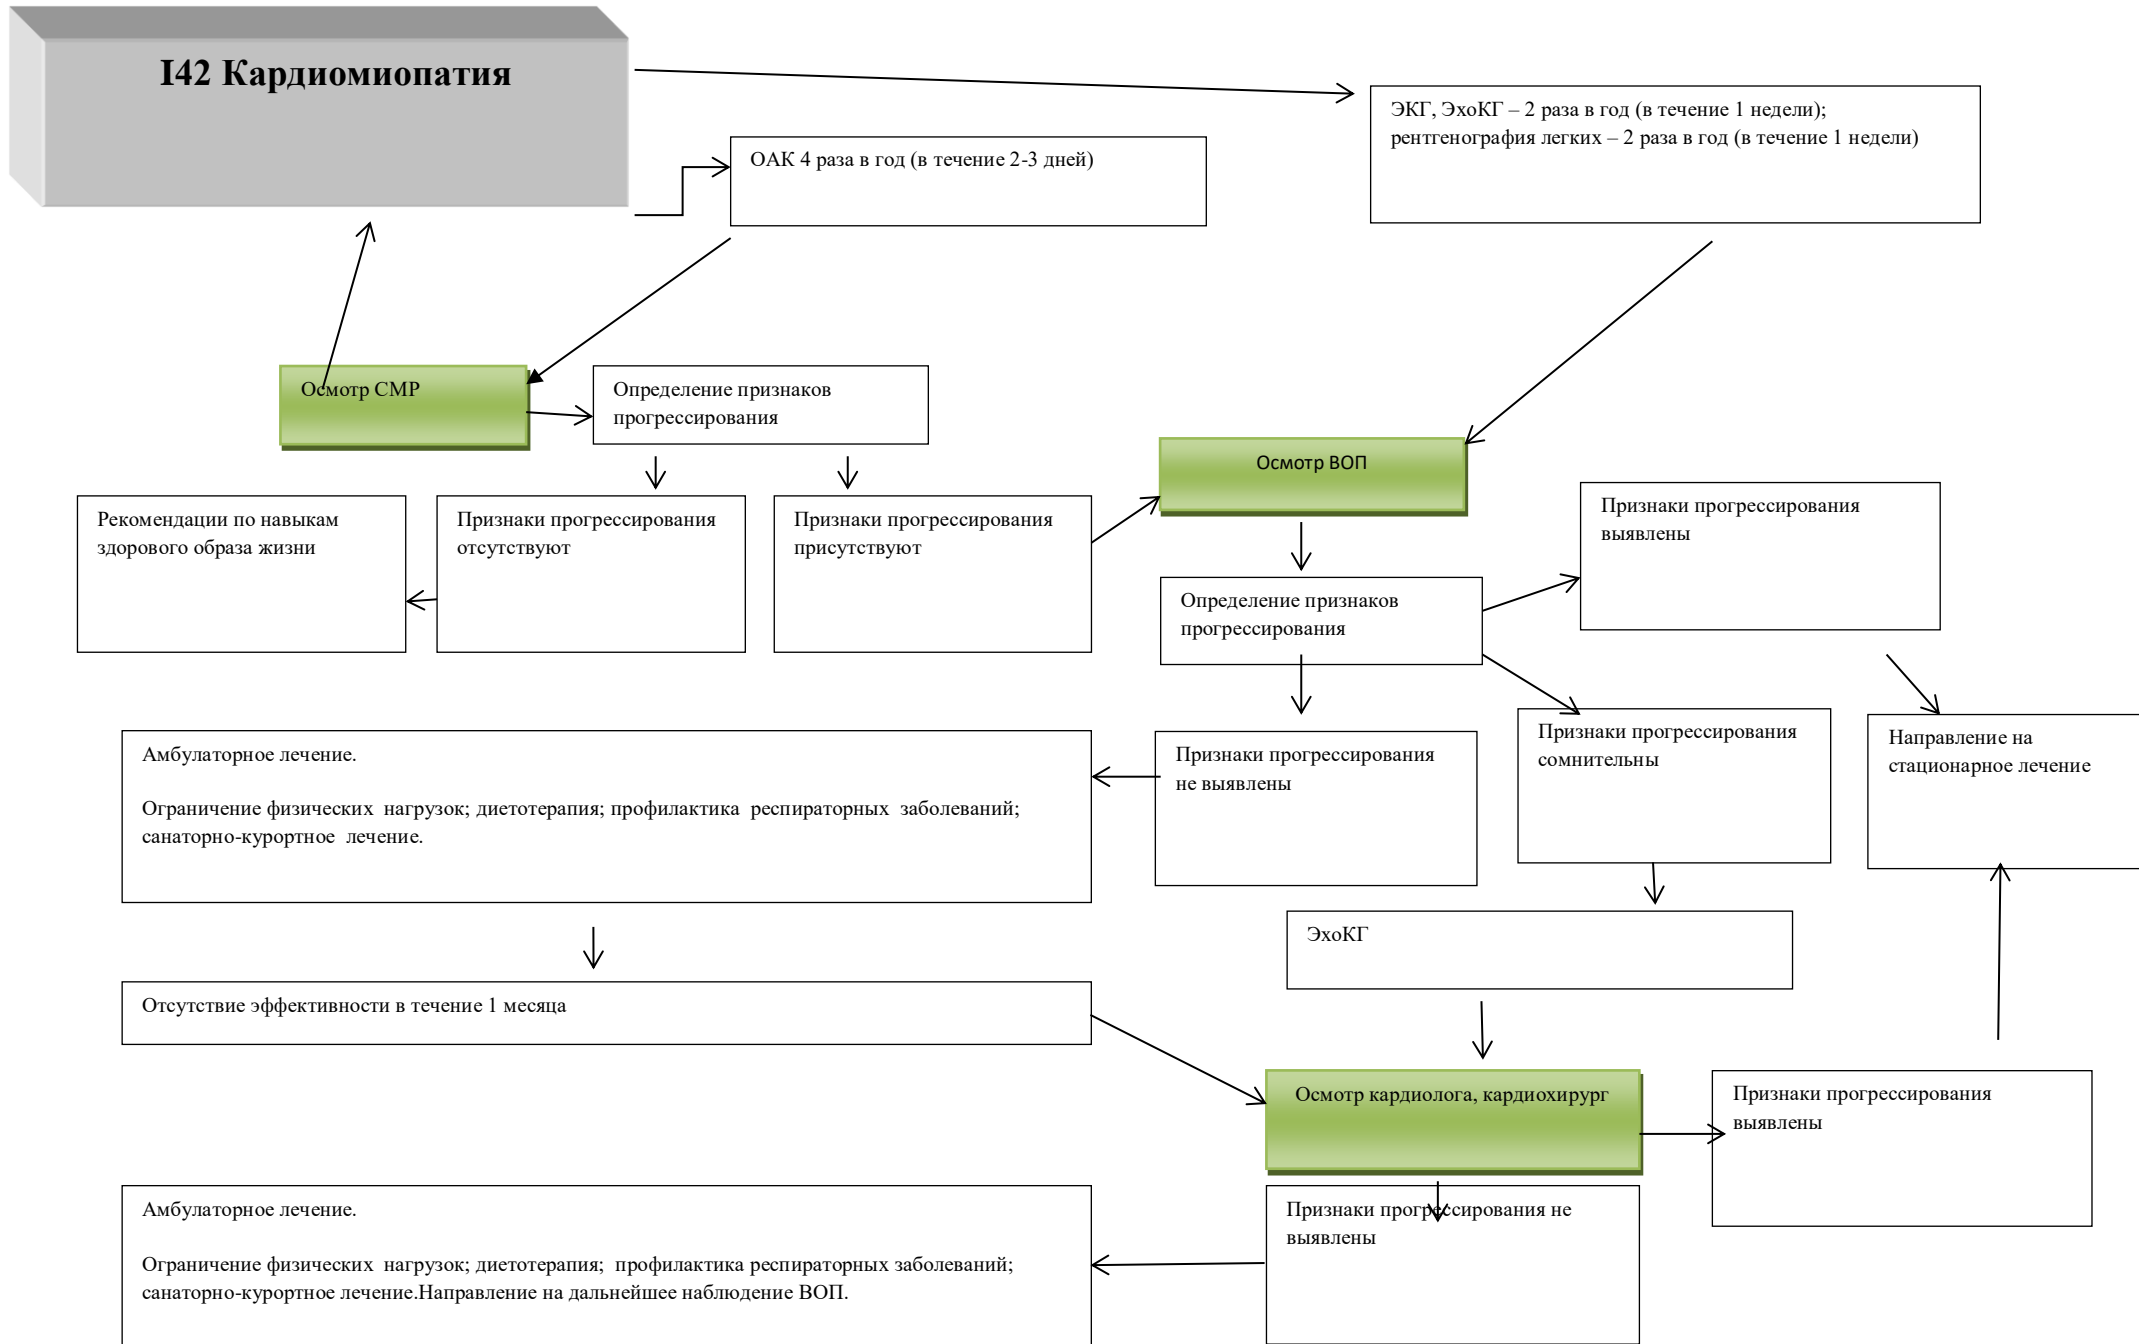 I42 Кардиомиопатия
ЭКГ, ЭхоКГ – 2 раза в год (в течение 1 недели);
рентгенография легких – 2 раза в год (в течение 1 недели)
ОАК 4 раза в год (в течение 2-3 дней)
Осмотр СМР
Определение признаков
прогрессирования
Осмотр ВОП
Рекомендации по навыкам
здорового образа жизни
Признаки прогрессирования
отсутствуют
Признаки прогрессирования
присутствуют
Признаки прогрессирования
выявлены
Определение признаков
прогрессирования
Амбулаторное лечение.
Ограничение физических нагрузок; диетотерапия; профилактика респираторных заболеваний;
санаторно-курортное лечение.
Признаки прогрессирования
не выявлены
Признаки прогрессирования
сомнительны
Направление на
стационарное лечение
ЭхоКГ
Отсутствие эффективности в течение 1 месяца
Осмотр кардиолога, кардиохирург
Признаки прогрессирования
выявлены
Амбулаторное лечение.
Ограничение физических нагрузок; диетотерапия; профилактика респираторных заболеваний;
санаторно-курортное лечение.Направление на дальнейшее наблюдение ВОП.
Признаки прогрессирования не
выявлены